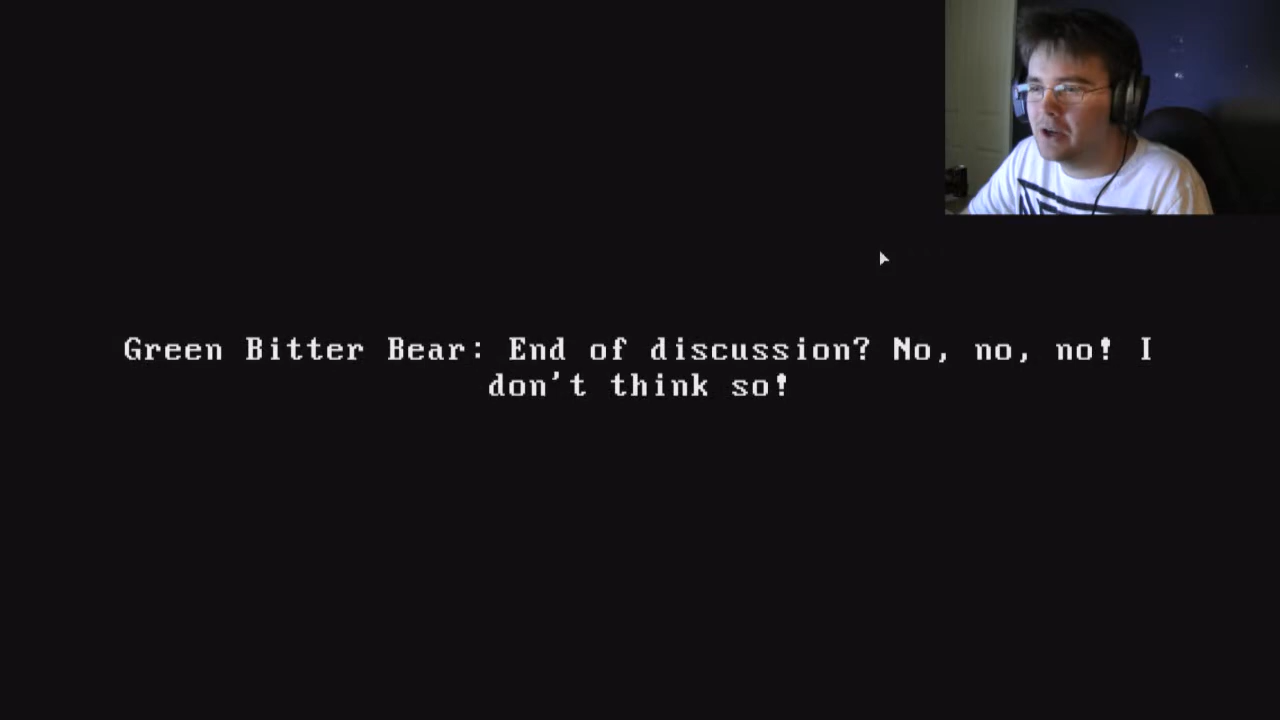 Green Bitter Bear: End of discussion? No, no, no! I
don't think so!